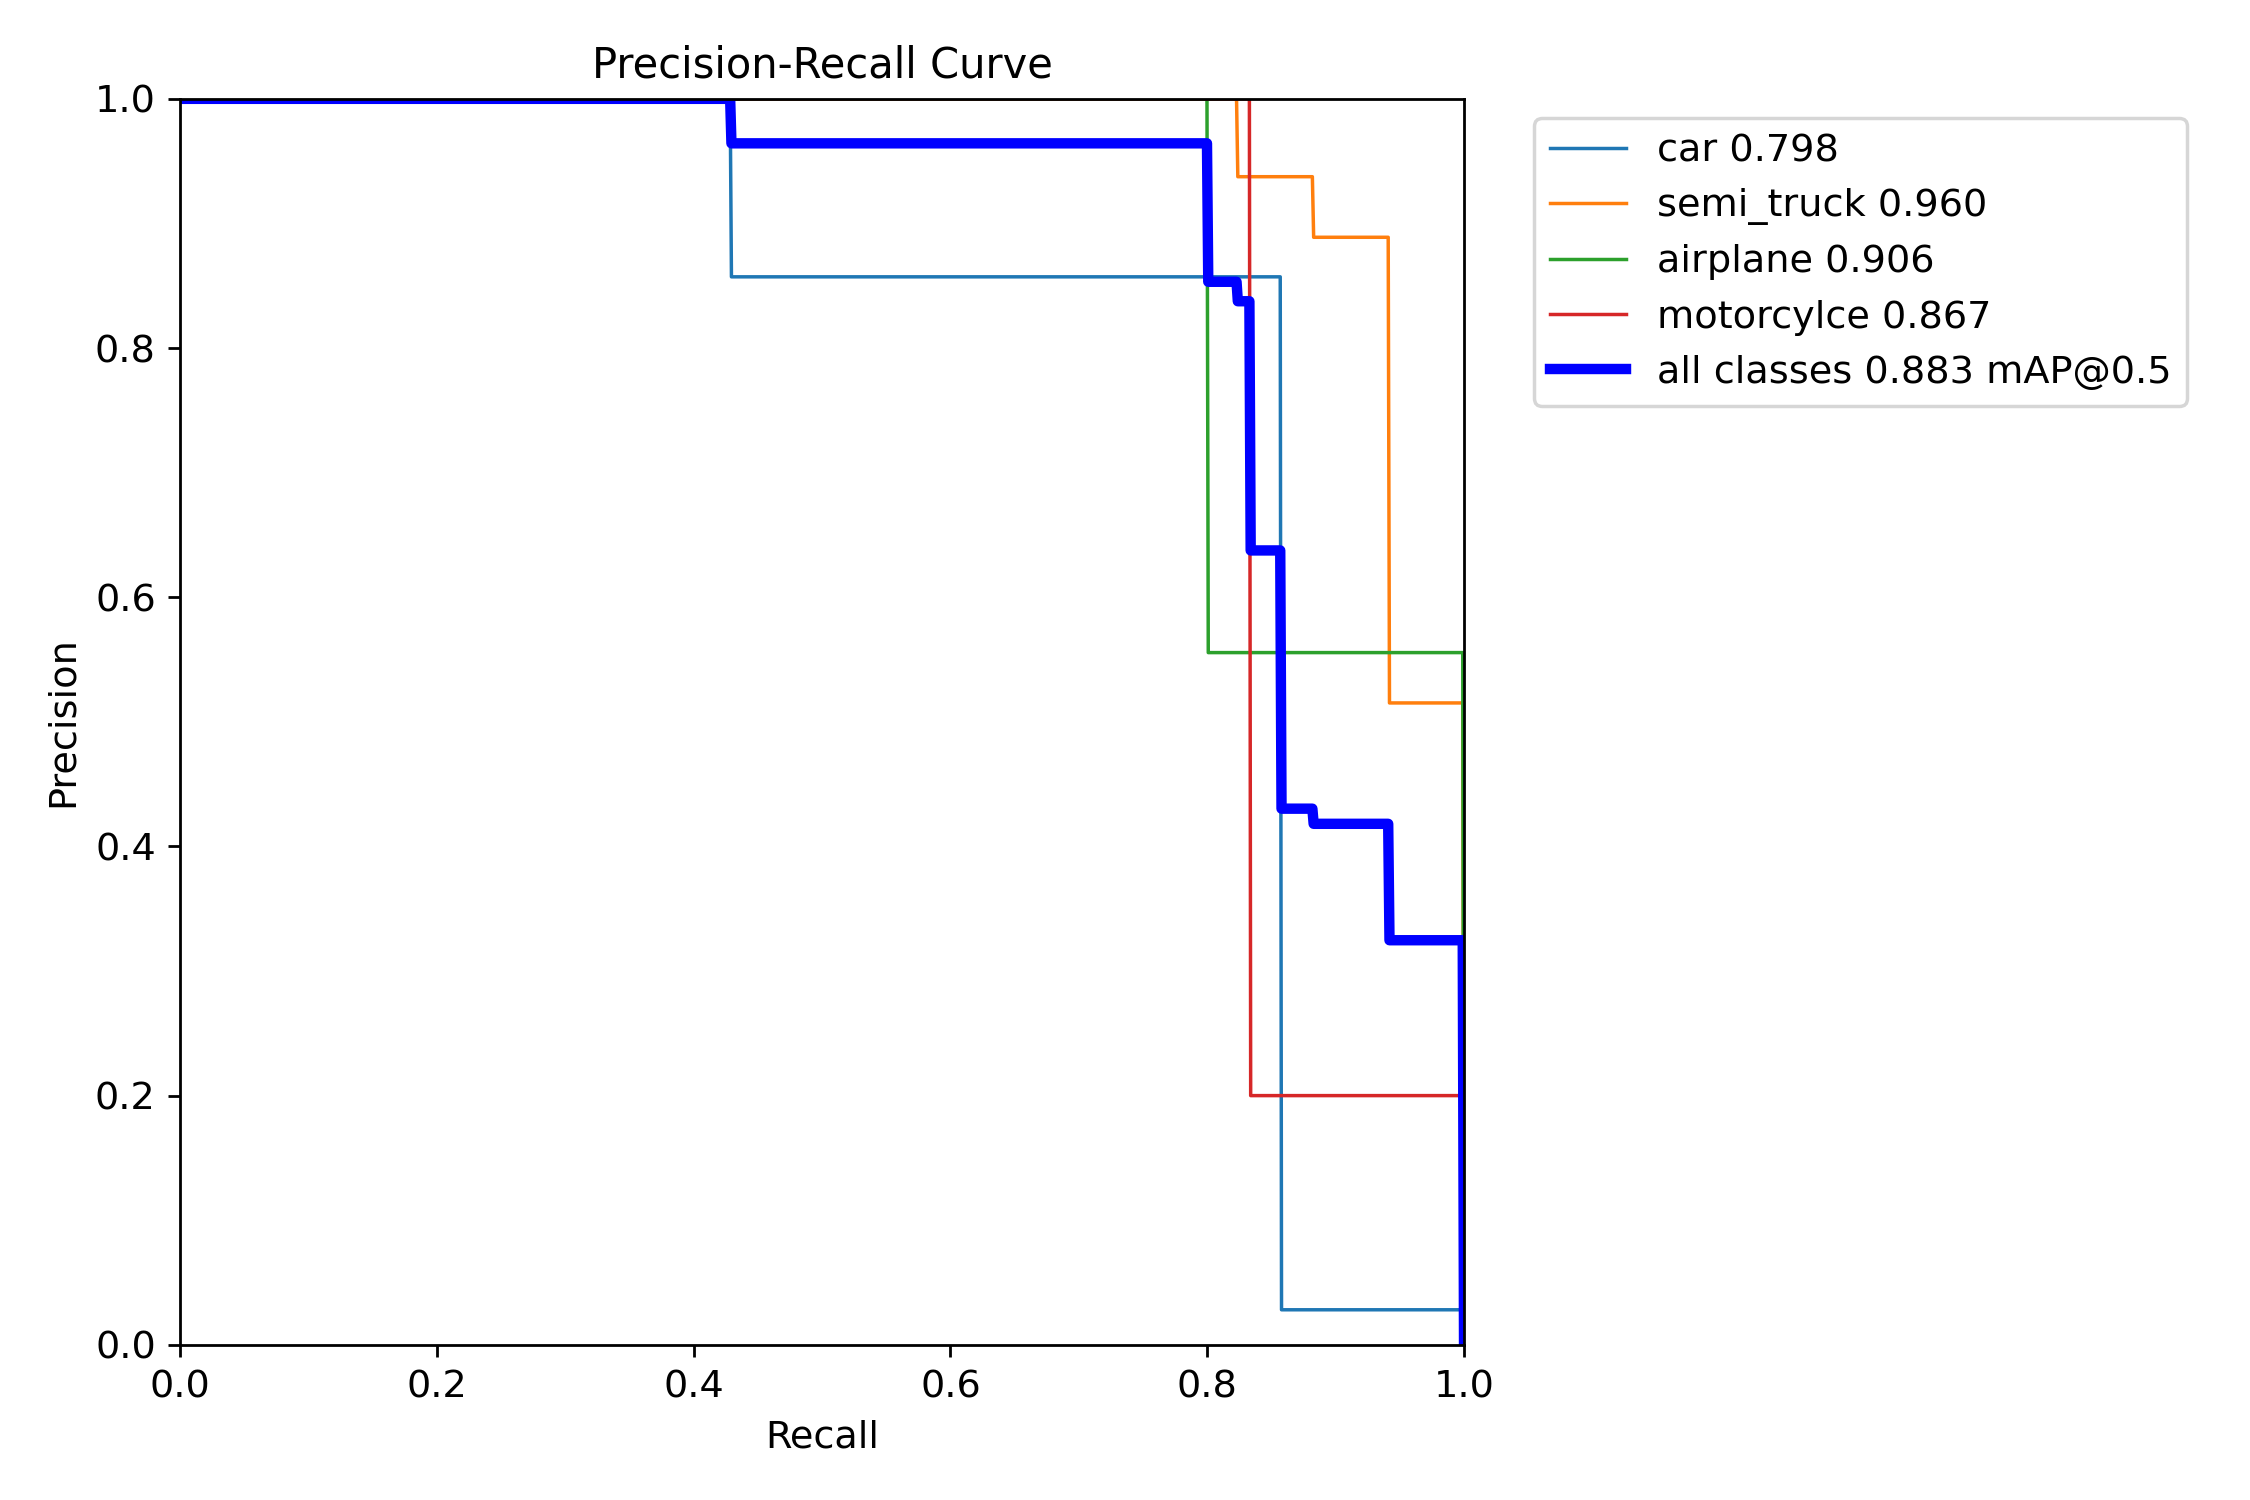 Precision-Recall Curve
1.0
0.8
0.6
0.4
0.2
0.0
Precision
0.0 0.2 0.4 0.6 0.8 1.0
Recall
car 0.798
semi_truck 0.960
airplane 0.906
motorcylce 0.867
all classes 0.883 mAP@0.5